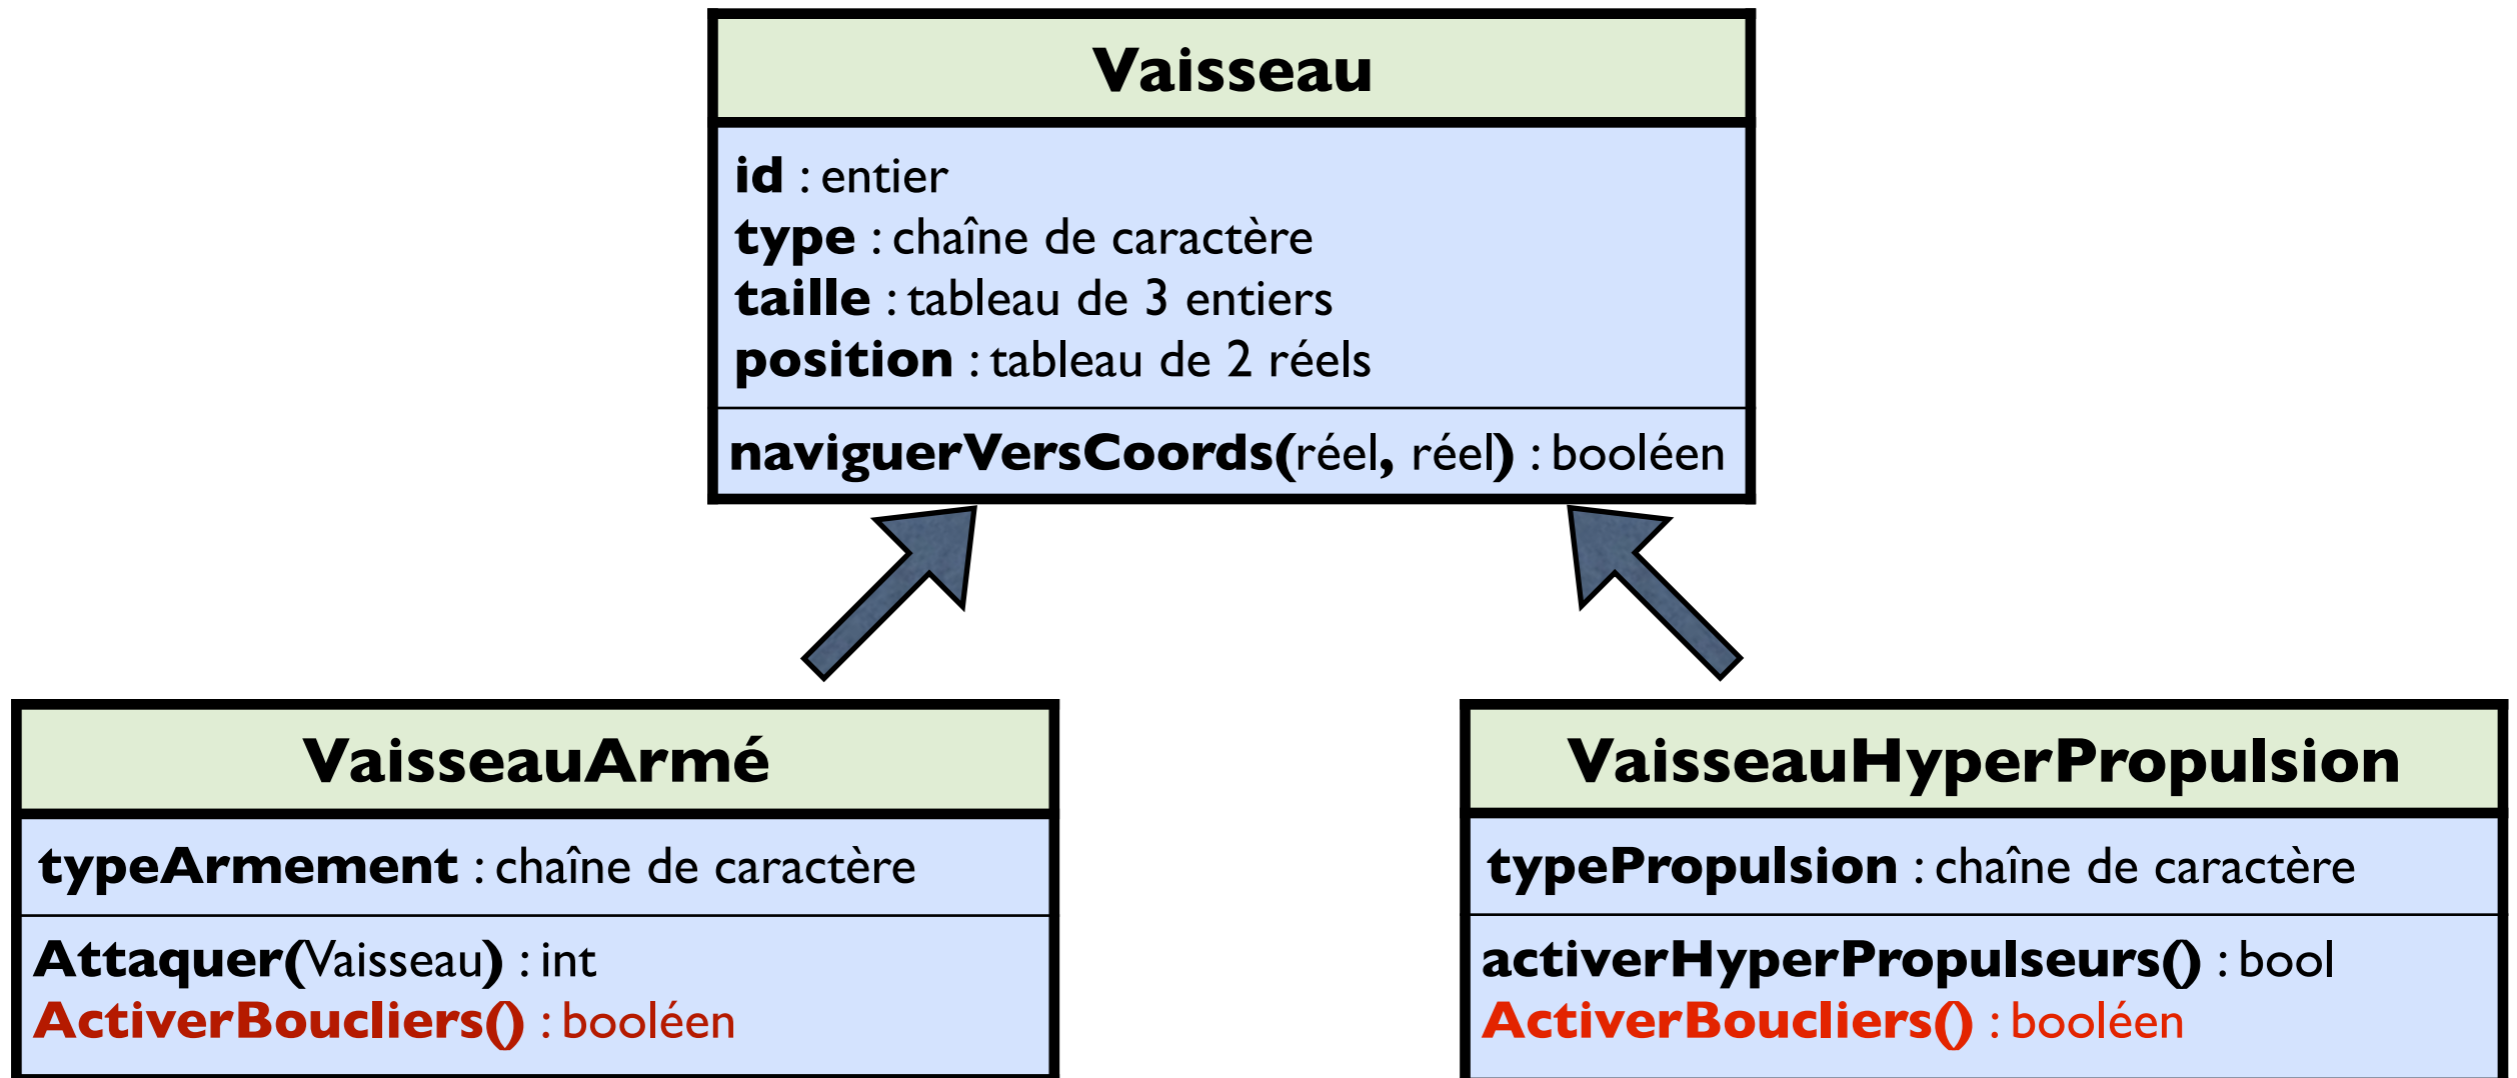 Vaisseau
id : entier
type : chaîne de caractère
taille : tableau de 3 entiers
position : tableau de 2 réels
naviguerVersCoords(réel, réel) : booléen
VaisseauArmé
typeArmement : chaîne de caractère
Attaquer(Vaisseau) : int
ActiverBoucliers() : booléen
VaisseauHyperPropulsion
typePropulsion : chaîne de caractère
activerHyperPropulseurs() : bool
ActiverBoucliers() : booléen